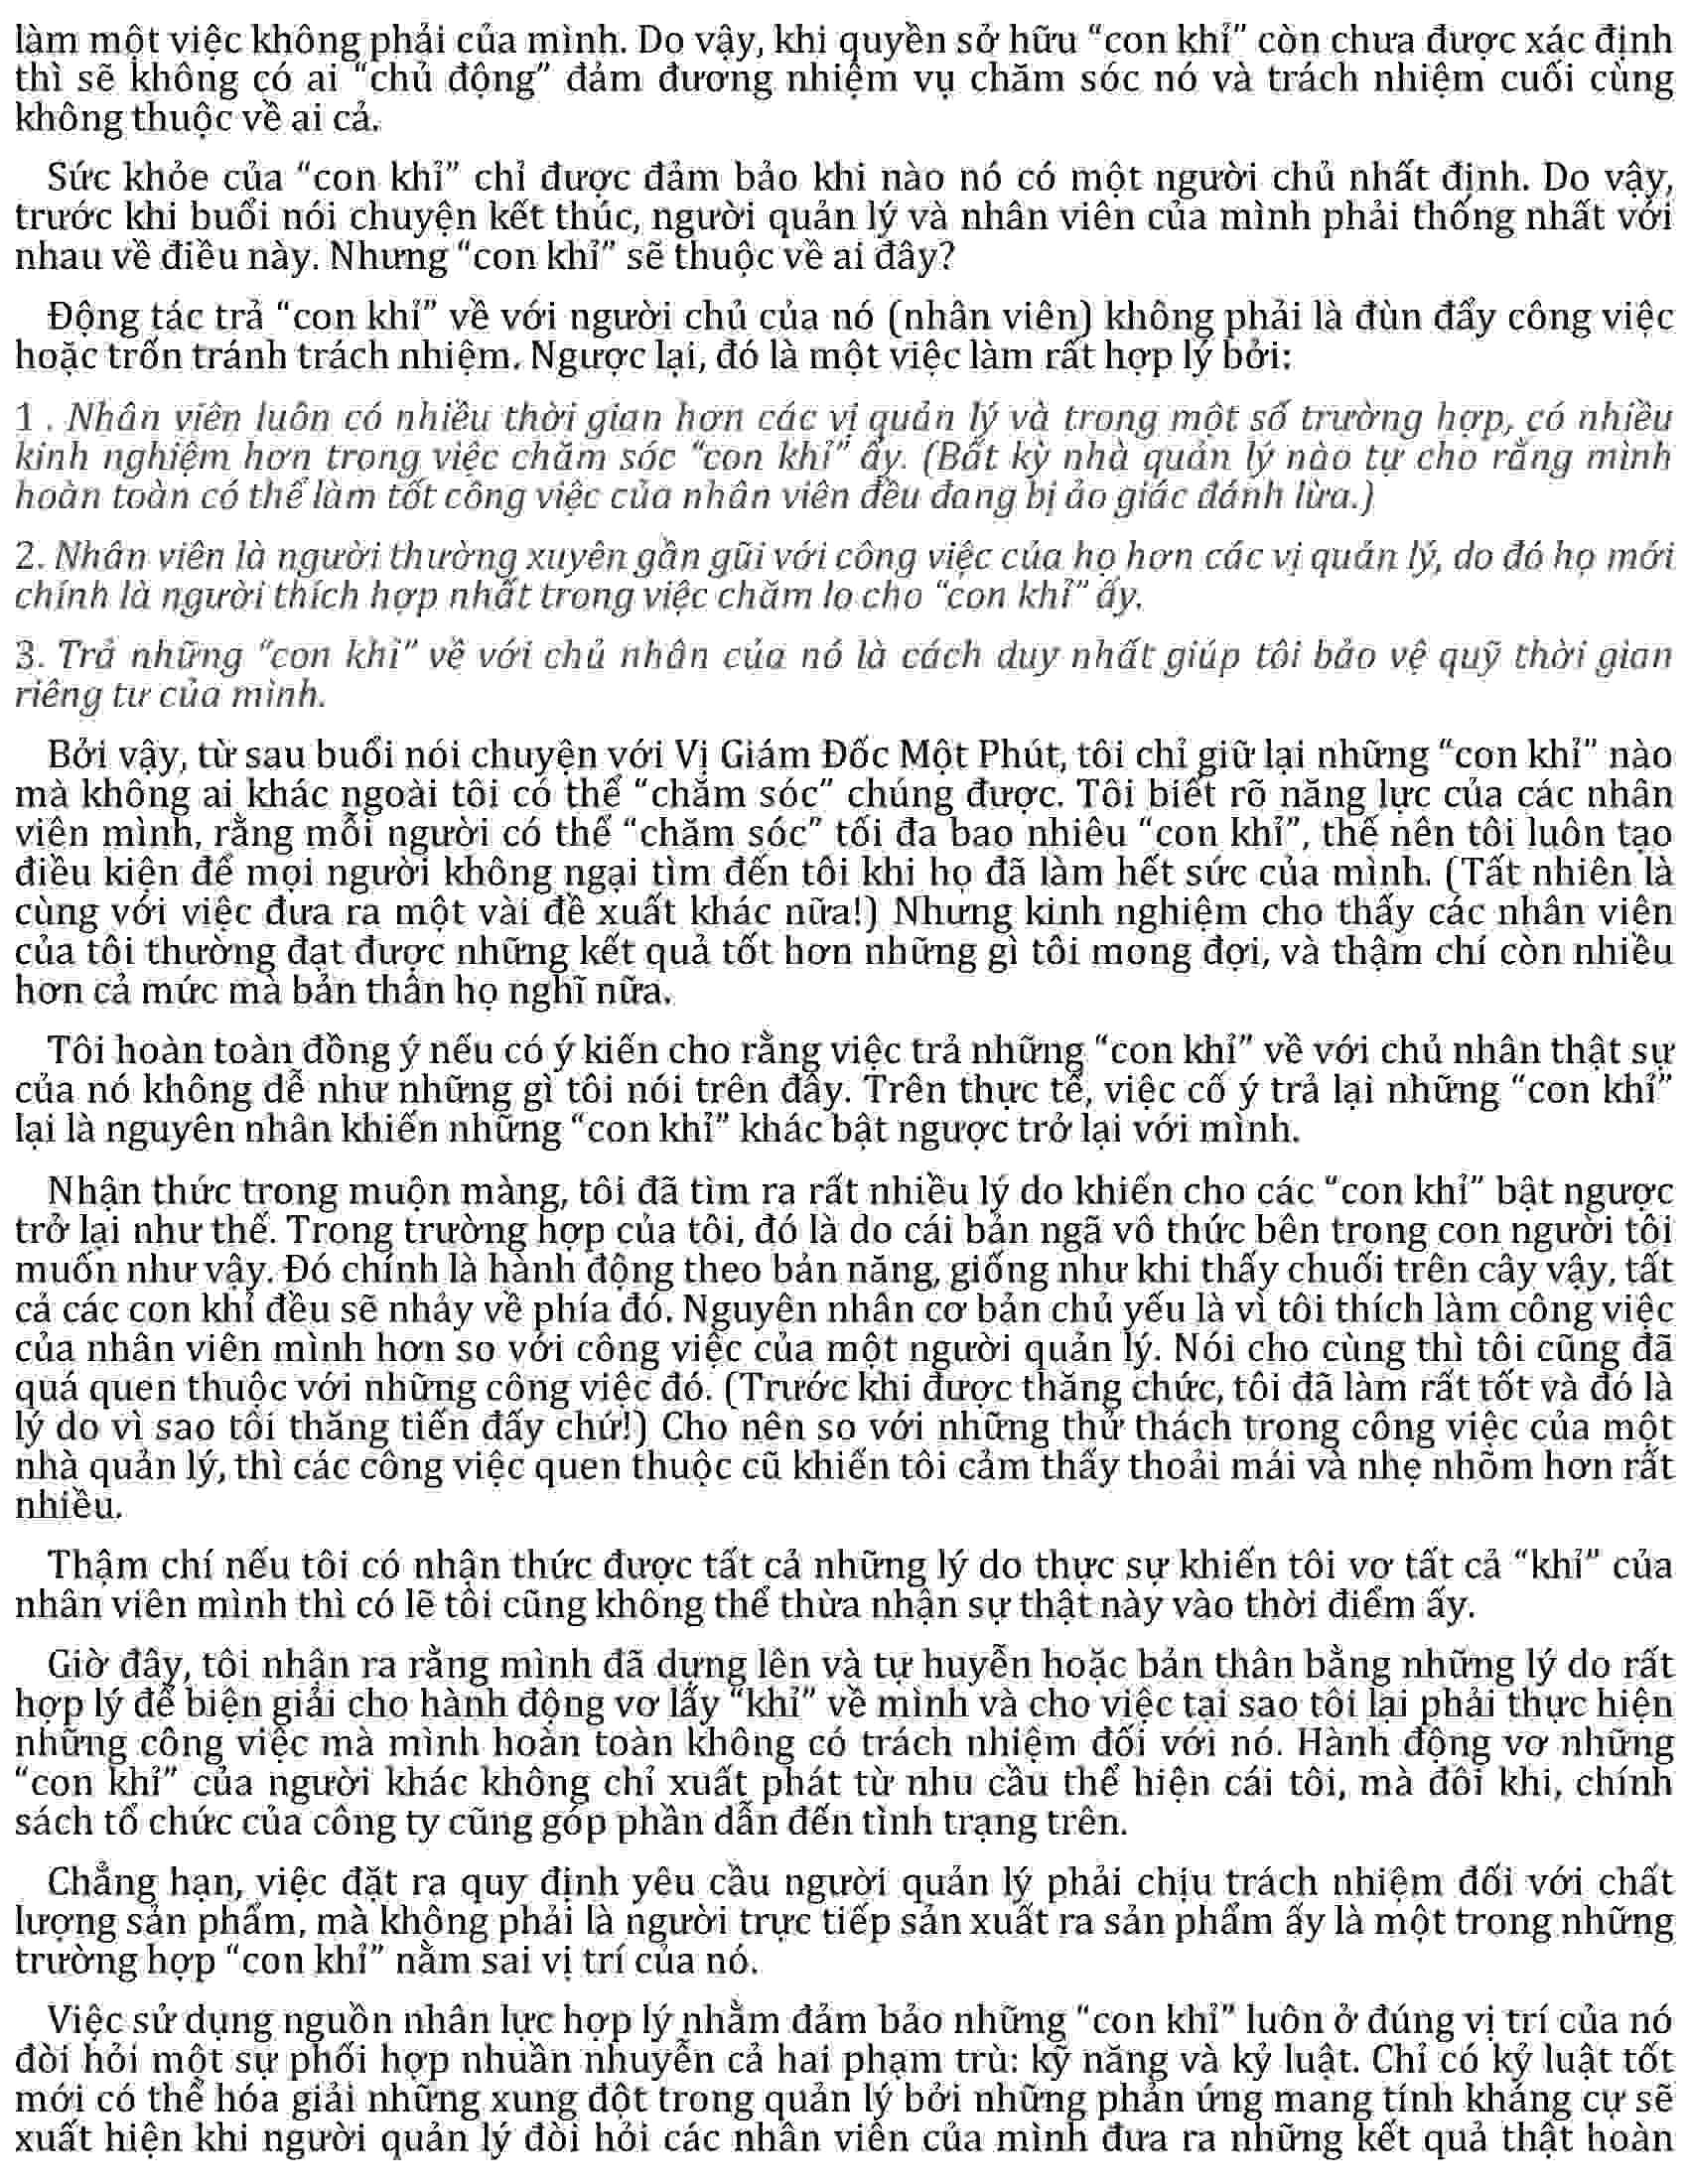 làm một việc không phải của mình. Do vậy, khi quyền sở hữu “con khỉ” còn chưa được xác định
thì sẽ không có ai “chủ động” đảm đương nhiệm vụ chăm sóc nó và trách nhiệm cuối cùng
không thuộc về ai cả.
Sức khỏe của “con khỉ” chỉ được đảm bảo khi nào nó có một người chủ nhất định. Do vậy,
trước khi buổi nói chuyện kết thúc, người quản lý và nhân viên của mình phải thống nhất với
nhau về điều này. Nhưng “con khỉ” sẽ thuộc về ai đây?
Động tác trả “con khỉ” về với người chủ của nó (nhân viên) không phải là đùn đẩy công việc
hoặc trốn tránh trách nhiệm. Ngược lại, đó là một việc làm rất hợp lý bởi:
1 . Nhân viên luôn có nhiều thời gian hơn các vị quản lý và trong một số trường hợp, có nhiều
kinh nghiệm hơn trong việc chăm sóc “con khỉ” ấy. (Bất kỳ nhà quản lý nào tự cho rằng mình
hoàn toàn có thể làm tốt công việc của nhân viên đều đang bị ảo giác đánh lừa.)
2. Nhân viên là người thường xuyên gần gũi với công việc của họ hơn các vị quản lý, do đó họ mới
chính là người thích hợp nhất trong việc chăm lo cho “con khỉ” ấy.
3. Trả những “con khỉ” về với chủ nhân của nó là cách duy nhất giúp tôi bảo vệ quỹ thời gian
riêng tư của mình.
Bởi vậy, từ sau buổi nói chuyện với Vị Giám Đốc Một Phút, tôi chỉ giữ lại những “con khỉ” nào
mà không ai khác ngoài tôi có thể “chăm sóc” chúng được. Tôi biết rõ năng lực của các nhân
viên mình, rằng mỗi người có thể “chăm sóc” tối đa bao nhiêu “con khỉ”, thế nên tôi luôn tạo
điều kiện để mọi người không ngại tìm đến tôi khi họ đã làm hết sức của mình. (Tất nhiên là
cùng với việc đưa ra một vài đề xuất khác nữa!) Nhưng kinh nghiệm cho thấy các nhân viên
của tôi thường đạt được những kết quả tốt hơn những gì tôi mong đợi, và thậm chí còn nhiều
hơn cả mức mà bản thân họ nghĩ nữa.
Tôi hoàn toàn đồng ý nếu có ý kiến cho rằng việc trả những “con khỉ” về với chủ nhân thật sự
của nó không dễ như những gì tôi nói trên đây. Trên thực tế, việc cố ý trả lại những “con khỉ”
lại là nguyên nhân khiến những “con khỉ” khác bật ngược trở lại với mình.
Nhận thức trong muộn màng, tôi đã tìm ra rất nhiều lý do khiến cho các “con khỉ” bật ngược
trở lại như thế. Trong trường hợp của tôi, đó là do cái bản ngã vô thức bên trong con người tôi
muốn như vậy. Đó chính là hành động theo bản năng, giống như khi thấy chuối trên cây vậy, tất
cả các con khỉ đều sẽ nhảy về phía đó. Nguyên nhân cơ bản chủ yếu là vì tôi thích làm công việc
của nhân viên mình hơn so với công việc của một người quản lý. Nói cho cùng thì tôi cũng đã
quá quen thuộc với những công việc đó. (Trước khi được thăng chức, tôi đã làm rất tốt và đó là
lý do vì sao tôi thăng tiến đấy chứ!) Cho nên so với những thử thách trong công việc của một
nhà quản lý, thì các công việc quen thuộc cũ khiến tôi cảm thấy thoải mái và nhẹ nhõm hơn rất
nhiều.
Thậm chí nếu tôi có nhận thức được tất cả những lý do thực sự khiến tôi vơ tất cả “khỉ” của
nhân viên mình thì có lẽ tôi cũng không thể thừa nhận sự thật này vào thời điểm ấy.
Giờ đây, tôi nhận ra rằng mình đã dựng lên và tự huyễn hoặc bản thân bằng những lý do rất
hợp lý để biện giải cho hành động vơ lấy “khỉ” về mình và cho việc tại sao tôi lại phải thực hiện
những công việc mà mình hoàn toàn không có trách nhiệm đối với nó. Hành động vơ những
“con khỉ” của người khác không chỉ xuất phát từ nhu cầu thể hiện cái tôi, mà đôi khi, chính
sách tổ chức của công ty cũng góp phần dẫn đến tình trạng trên.
Chẳng hạn, việc đặt ra quy định yêu cầu người quản lý phải chịu trách nhiệm đối với chất
lượng sản phẩm, mà không phải là người trực tiếp sản xuất ra sản phẩm ấy là một trong những
trường hợp “con khỉ” nằm sai vị trí của nó.
Việc sử dụng nguồn nhân lực hợp lý nhằm đảm bảo những “con khỉ” luôn ở đúng vị trí của nó
đòi hỏi một sự phối hợp nhuần nhuyễn cả hai phạm trù: kỹ năng và kỷ luật. Chỉ có kỷ luật tốt
mới có thể hóa giải những xung đột trong quản lý bởi những phản ứng mang tính kháng cự sẽ
xuất hiện khi người quản lý đòi hỏi các nhân viên của mình đưa ra những kết quả thật hoàn